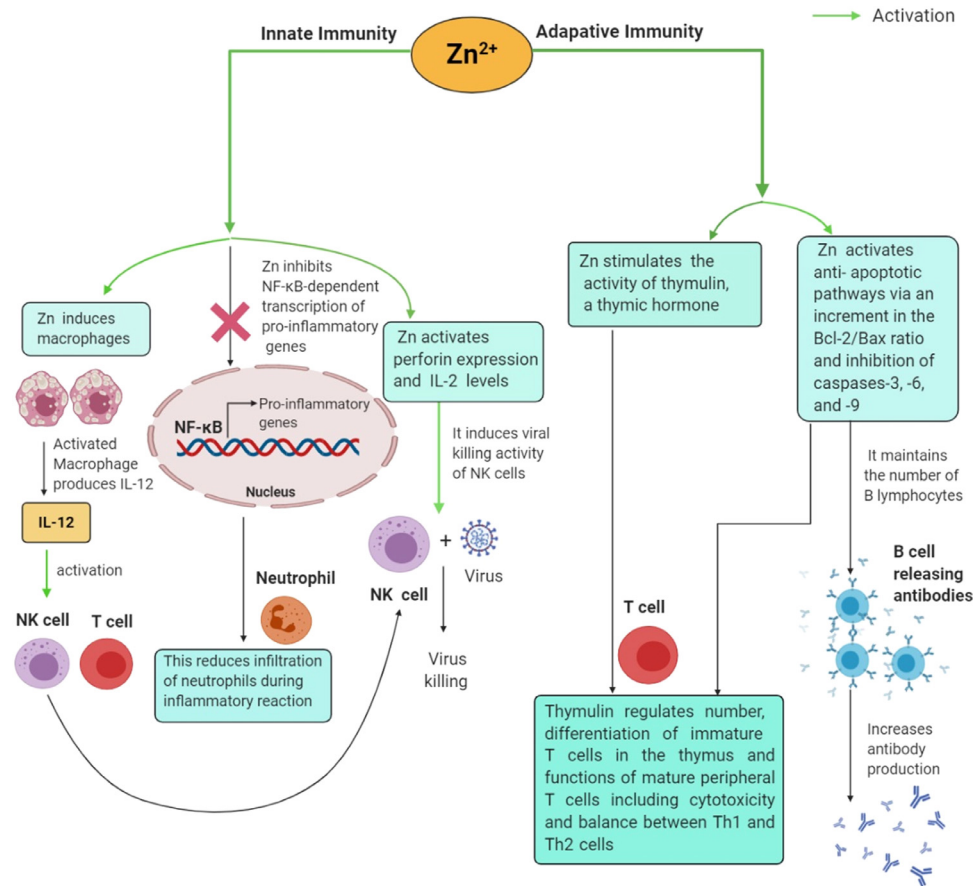 Activation
Innate Immunity
Zn²⁺
Adapative Immunity
Zn induces
macrophages
Zn inhibits
NF-κB-dependent
transcription of
pro-inflammatory
genes
Zn activates
perforin expression
and IL-2 levels
Zn stimulates the
activity of thymulin,
a thymic hormone
Zn activates
anti- apoptotic
pathways via an
increment in the
Bcl-2/Bax ratio
and inhibition of
caspases-3, -6,
and -9
Activated
Macrophage
produces IL-12
IL-12
activation
NK cell
T cell
NF-κB
Pro-inflammatory
genes
Nucleus
Neutrophil
This reduces infiltration
of neutrophils during
inflammatory reaction
It induces viral
killing activity
of NK cells
+
NK cell
Virus
Virus
killing
T cell
Thymulin regulates number,
differentiation of immature
T cells in the thymus and
functions of mature peripheral
T cells including cytotoxicity
and balance between Th1 and
Th2 cells
It maintains
the number of
B lymphocytes
B cell
releasing
antibodies
Increases
antibody
production